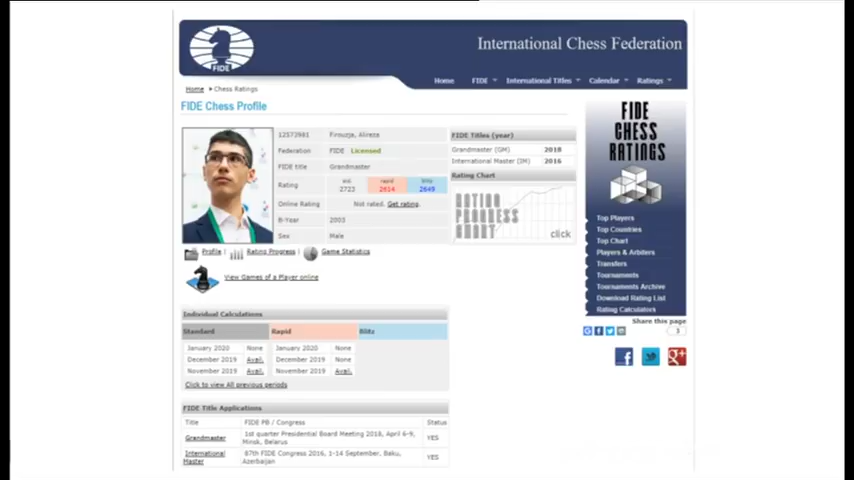 FIDE
International Chess Federation
Home FIDE International Titles Calendar Ratings
Home Chess Ratings
FIDE Chess Profile
12573981 Firouzja, Alireza
Federation FIDE Licensed
FIDE title Grandmaster
Rating std. 2723 rapid 2614 blitz 2649
Online Rating Not rated. Get rating.
B-Year 2003
Sex Male
FIDE Titles (year)
Grandmaster (GM) 2018
International Master (IM) 2016
Rating Chart
RATING
PROGRESS
CHART
click
Profile Rating Progress Game Statistics
View Games of a Player online
FIDE
CHESS
RATINGS
Top Players
Top Countries
Top Chart
Players & Arbiters
Transfers
Tournaments
Tournaments Archive
Download Rating List
Rating Calculators
Share this page
3
Individual Calculations
Standard Rapid Blitz
January 2020 None January 2020 None
December 2019 Avail. December 2019 None
November 2019 Avail. November 2019 Avail.
Click to view All previous periods
FIDE Title Applications
Title FIDE PB / Congress Status
Grandmaster 1st quarter Presidential Board Meeting 2018, April 6-9, Minsk, Belarus YES
International Master 87th FIDE Congress 2016, 1-14 September, Baku, Azerbaijan YES